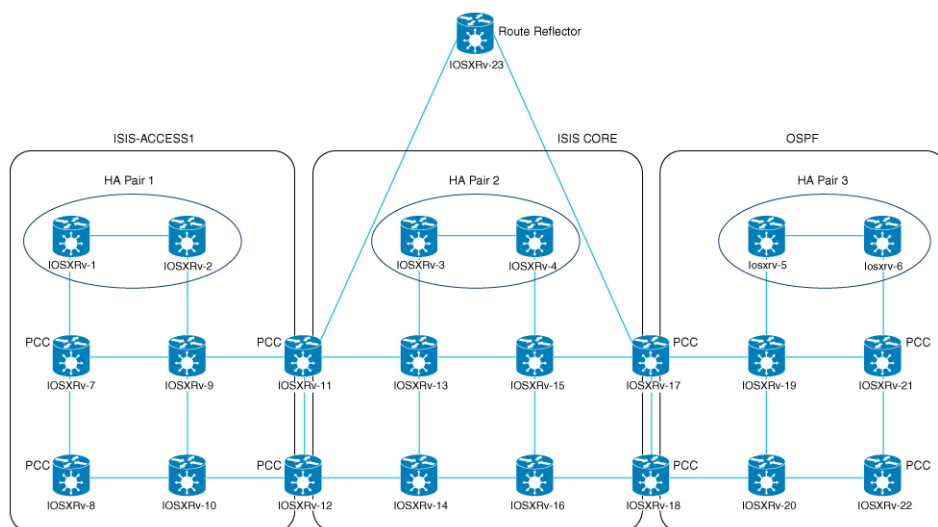 Route Reflector
IOSXRv-23
ISIS-ACCESS1
ISIS CORE
OSPF
HA Pair 1
HA Pair 2
HA Pair 3
IOSXRv-1
IOSXRv-2
IOSXRv-3
IOSXRv-4
Iosxrv-5
Iosxrv-6
PCC
PCC
PCC
PCC
IOSXRv-7
IOSXRv-9
IOSXRv-11
IOSXRv-13
IOSXRv-15
IOSXRv-17
IOSXRv-19
IOSXRv-21
PCC
PCC
PCC
PCC
IOSXRv-8
IOSXRv-10
IOSXRv-12
IOSXRv-14
IOSXRv-16
IOSXRv-18
IOSXRv-20
IOSXRv-22